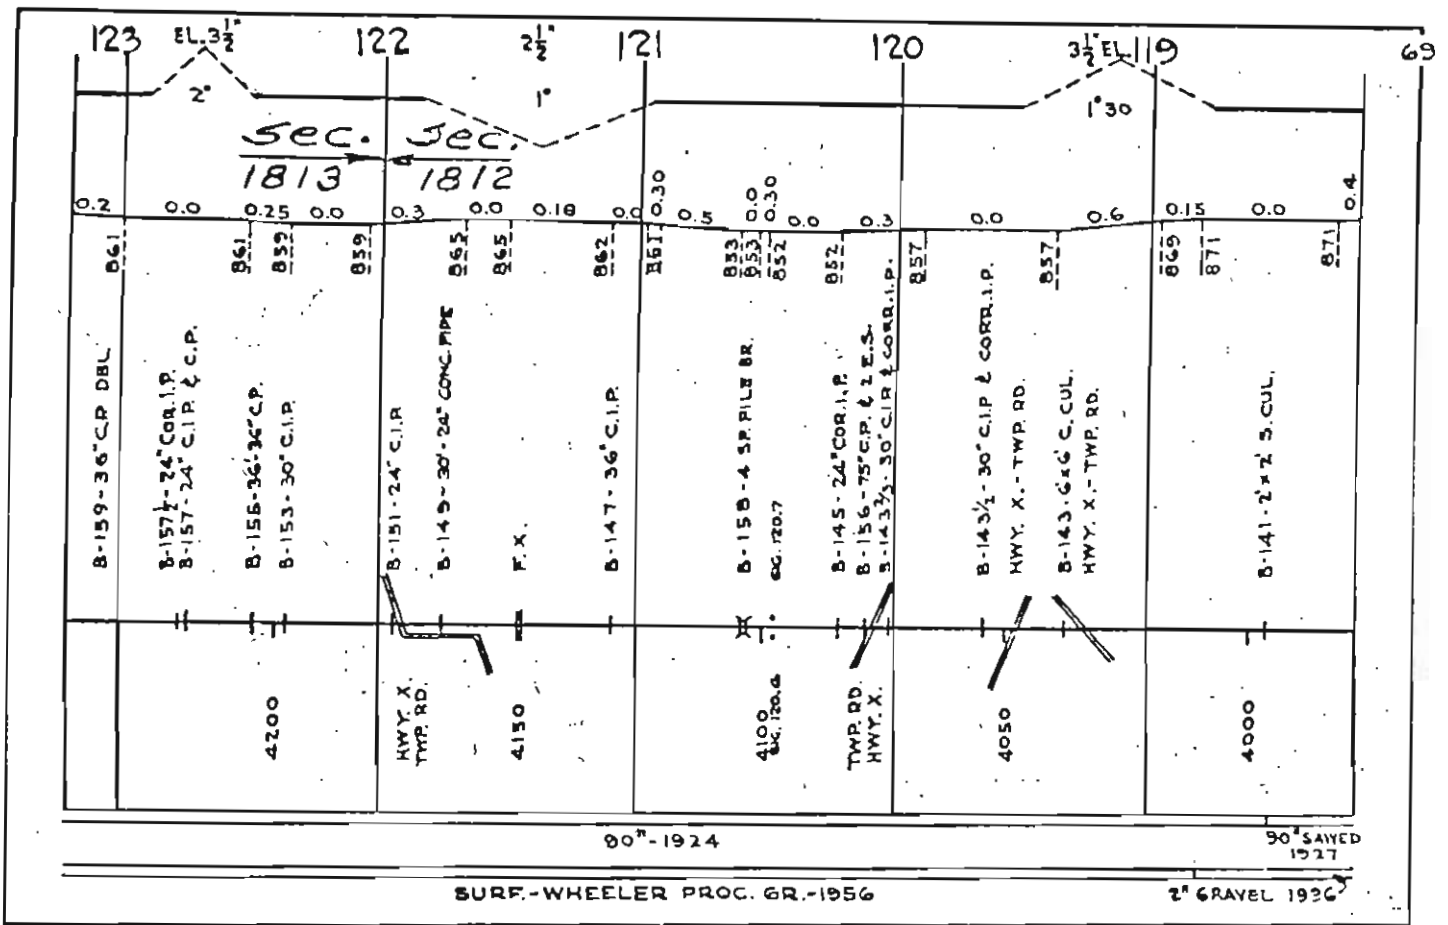 123 EL. 3½" 122 2½" 121 120 3½" EL. 119 69
2° 1° 1°30
Sec. Sec.
1813 1812
0.2 0.0 0.25 0.0 0.3 0.0 0.18 0.0 0.30 0.5 0.0 0.30 0.0 0.3 0.0 0.6 0.15 0.0 0.4
861 861 859 859 865 865 862 861 853 853 852 852 857 857 869 871 871
B-159-36" C.P. DBL.
B-157½-24" COR. I.P.
B-157-24" C.I.P. & C.P.
B-155-36'-36" C.P.
B-153-30" C.I.P.
B-151-24" C.I.P.
B-149-30'-24" CONC. PIPE
F.X.
B-147-36" C.I.P.
B-158-4 SP. PILE BR.
SIG. 120.7
B-145-24" COR. I.P.
B-156-75" C.P. & 2 E.S.
B-143⅔-30" C.I.P. & CORR. I.P.
B-143½-30" C.I.P. & CORR. I.P.
HWY. X.-TWP. RD.
B-143-6'x6' C. CUL.
HWY. X.-TWP. RD.
B-141-2'x2' S. CUL.
4200
HWY. X.
TWP. RD.
4150
4100
SIG. 120.6
TWP. RD.
HWY. X.
4050
4000
90"-1924
90" SAWED
1927
SURF.-WHEELER PROC. GR.-1956
2" GRAVEL 1936